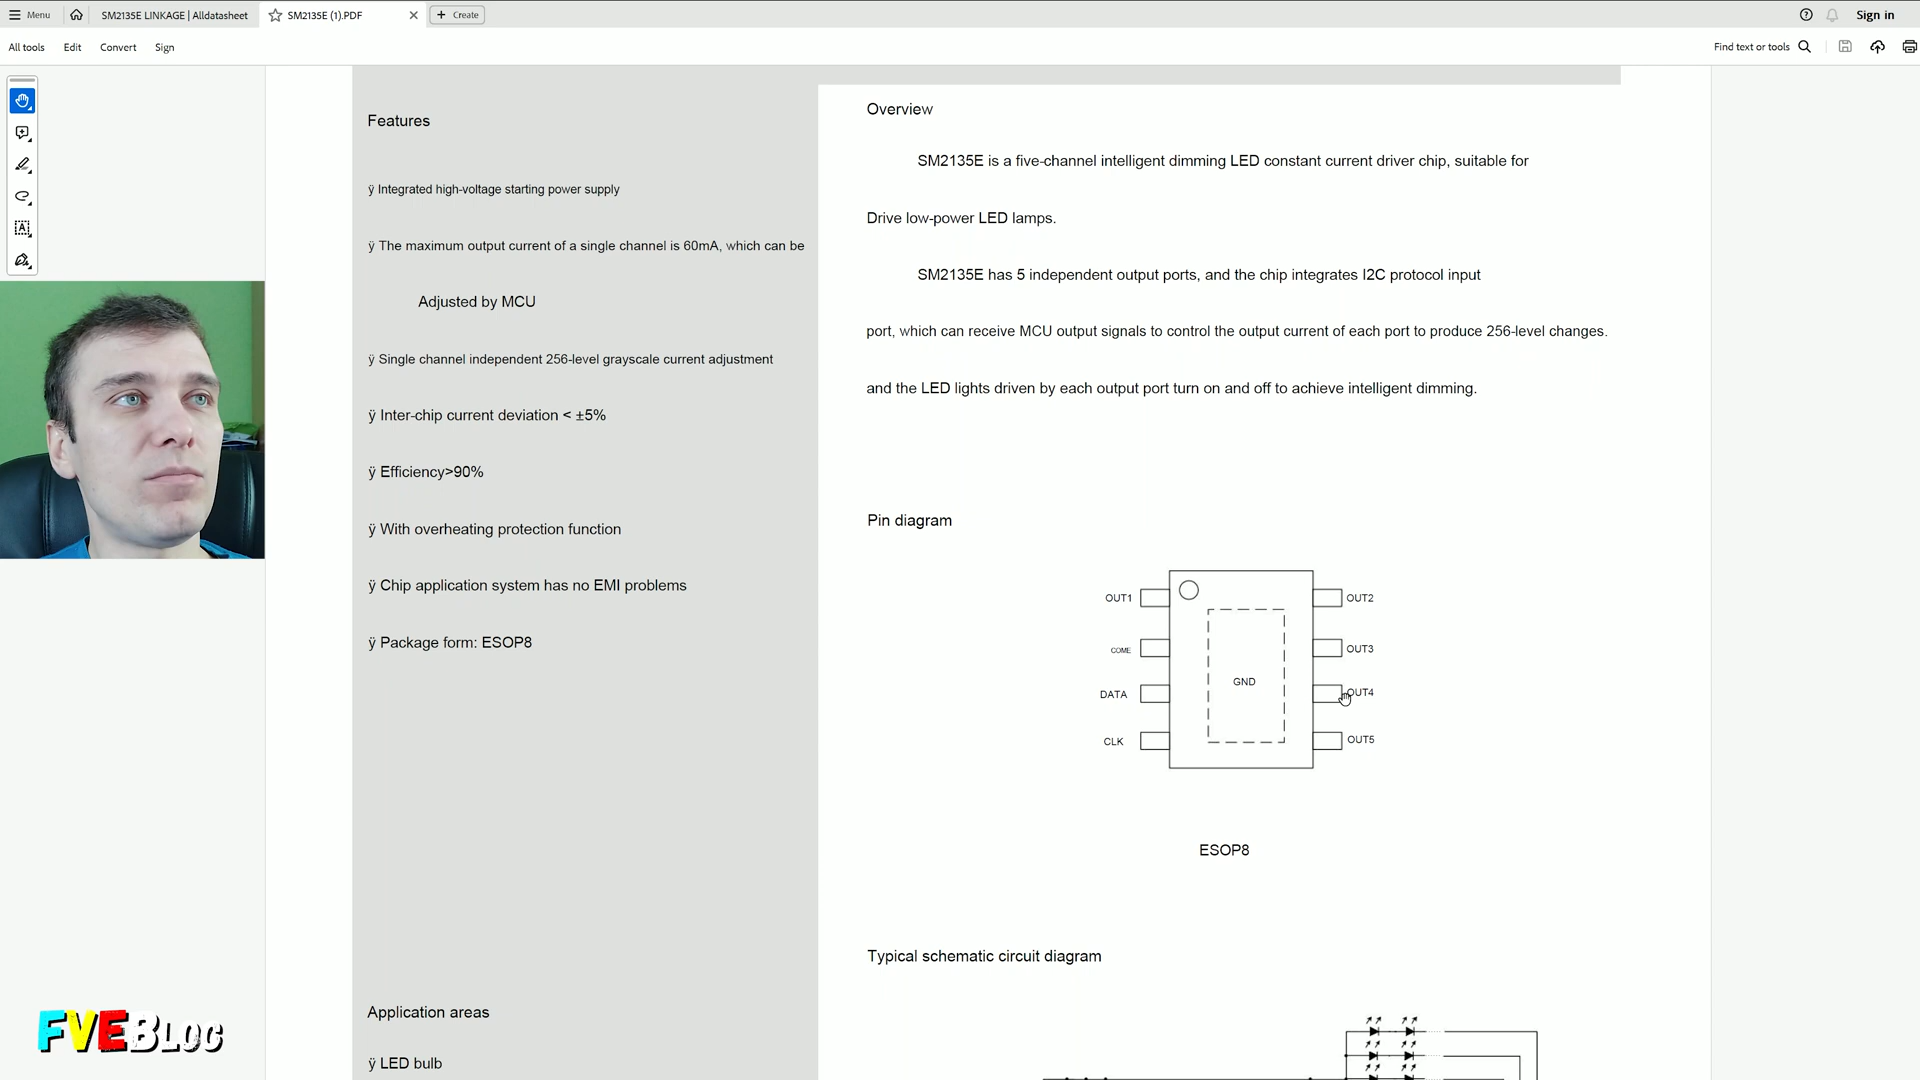 Menu
SM2135E LINKAGE | Alldatasheet
SM2135E (1).PDF
Create
Sign in
All tools
Edit
Convert
Sign
Find text or tools
Features
ÿ Integrated high-voltage starting power supply
ÿ The maximum output current of a single channel is 60mA, which can be
Adjusted by MCU
ÿ Single channel independent 256-level grayscale current adjustment
ÿ Inter-chip current deviation < ±5%
ÿ Efficiency>90%
ÿ With overheating protection function
ÿ Chip application system has no EMI problems
ÿ Package form: ESOP8
Application areas
ÿ LED bulb
Overview
SM2135E is a five-channel intelligent dimming LED constant current driver chip, suitable for
Drive low-power LED lamps.
SM2135E has 5 independent output ports, and the chip integrates I2C protocol input
port, which can receive MCU output signals to control the output current of each port to produce 256-level changes.
and the LED lights driven by each output port turn on and off to achieve intelligent dimming.
Pin diagram
OUT1
OUT2
COME
OUT3
GND
DATA
OUT4
CLK
OUT5
ESOP8
Typical schematic circuit diagram
FVEBLOG